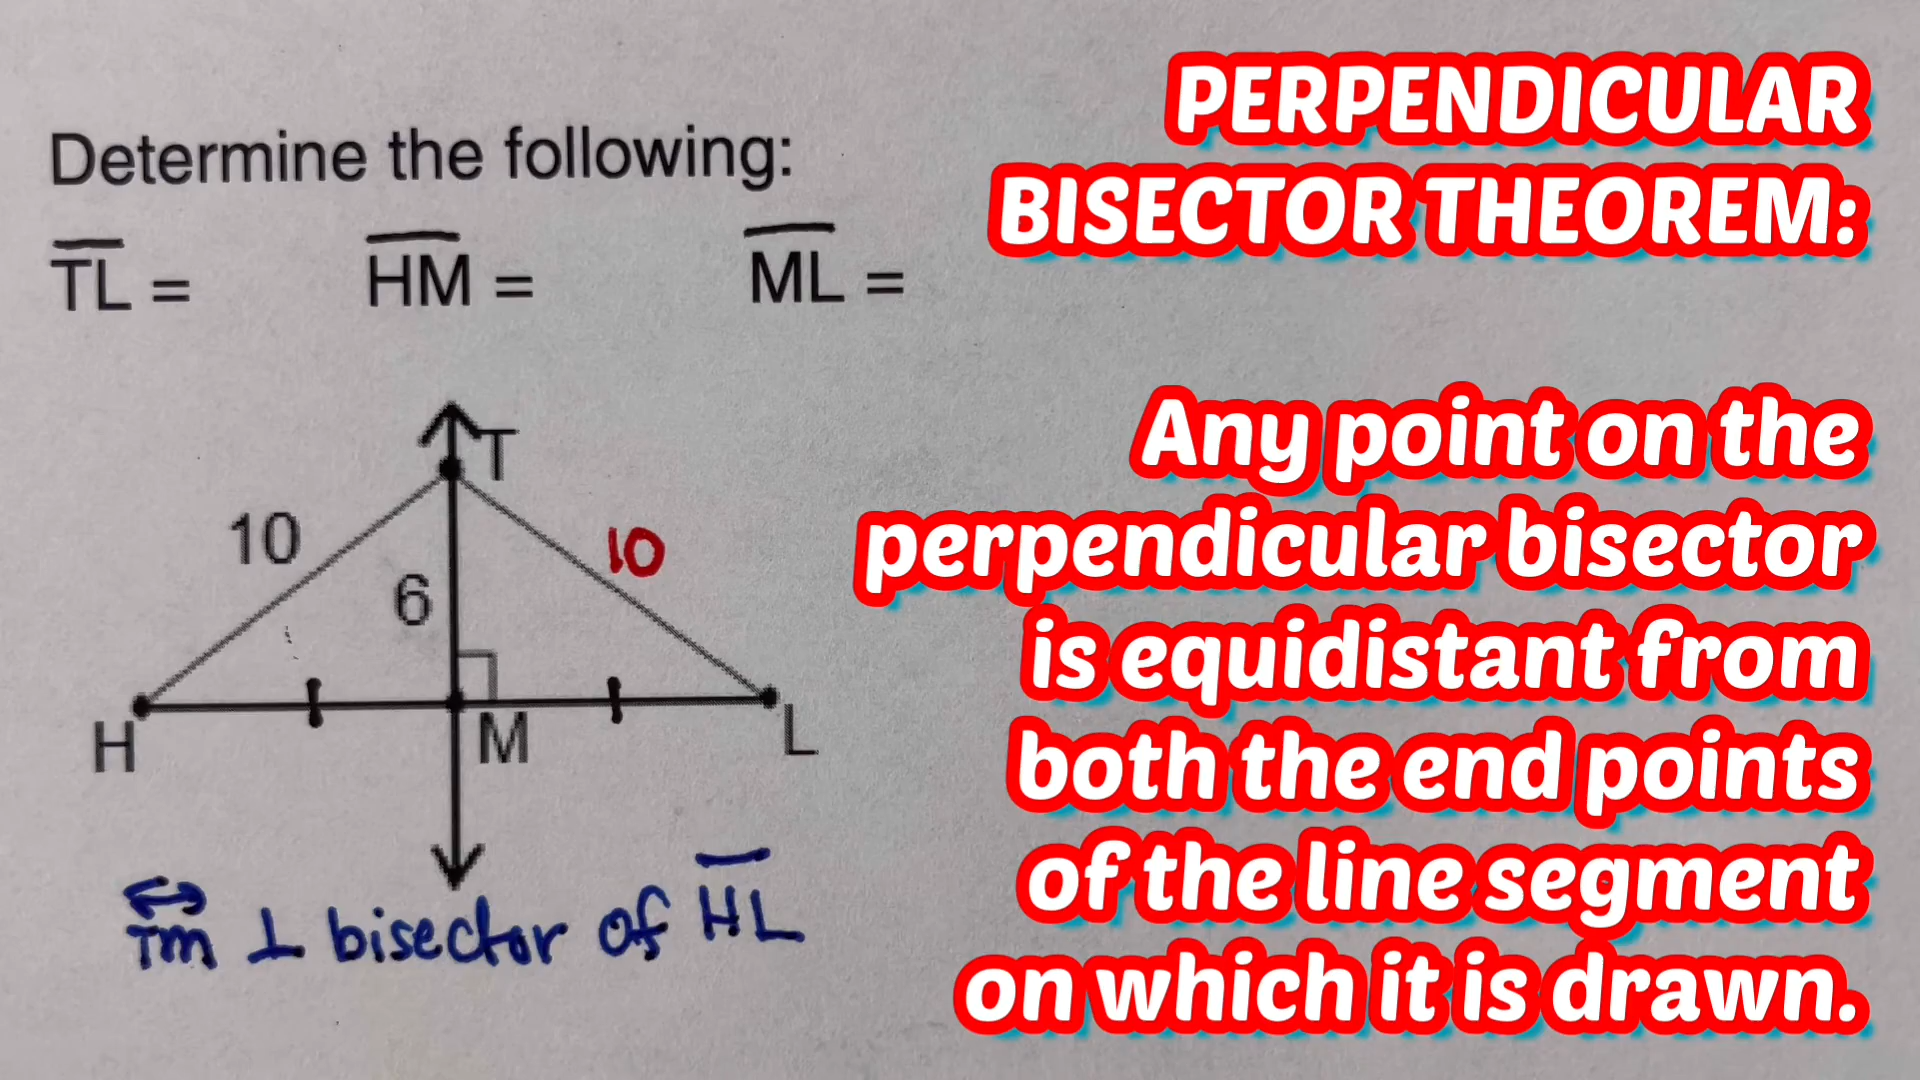 Determine the following:
TL = HM = ML =
T
10
10
6
H
M
L
TM ⊥ bisector of HL
PERPENDICULAR
BISECTOR THEOREM:
Any point on the
perpendicular bisector
is equidistant from
both the end points
of the line segment
on which it is drawn.